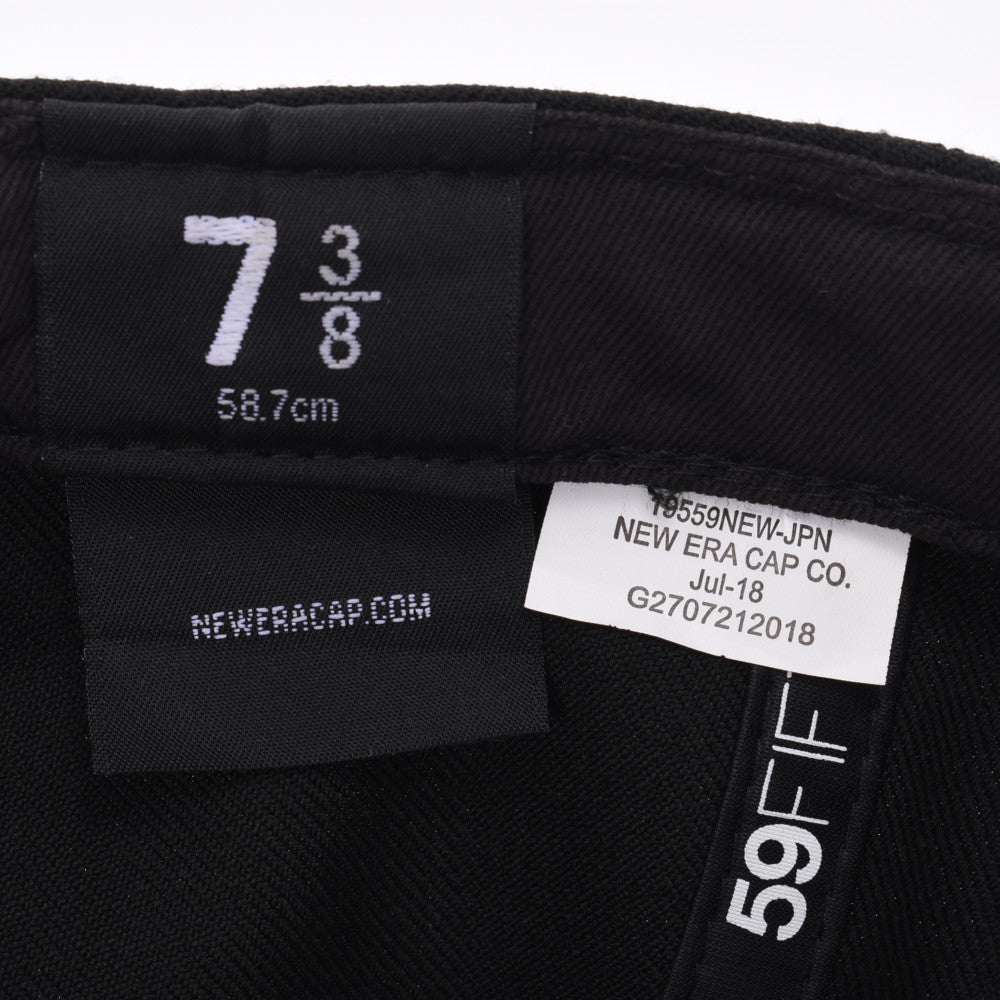 7 3/8
58.7cm
NEWERACAP.COM
19559NEW-JPN
NEW ERA CAP CO.
Jul-18
G2707212018
59FIF